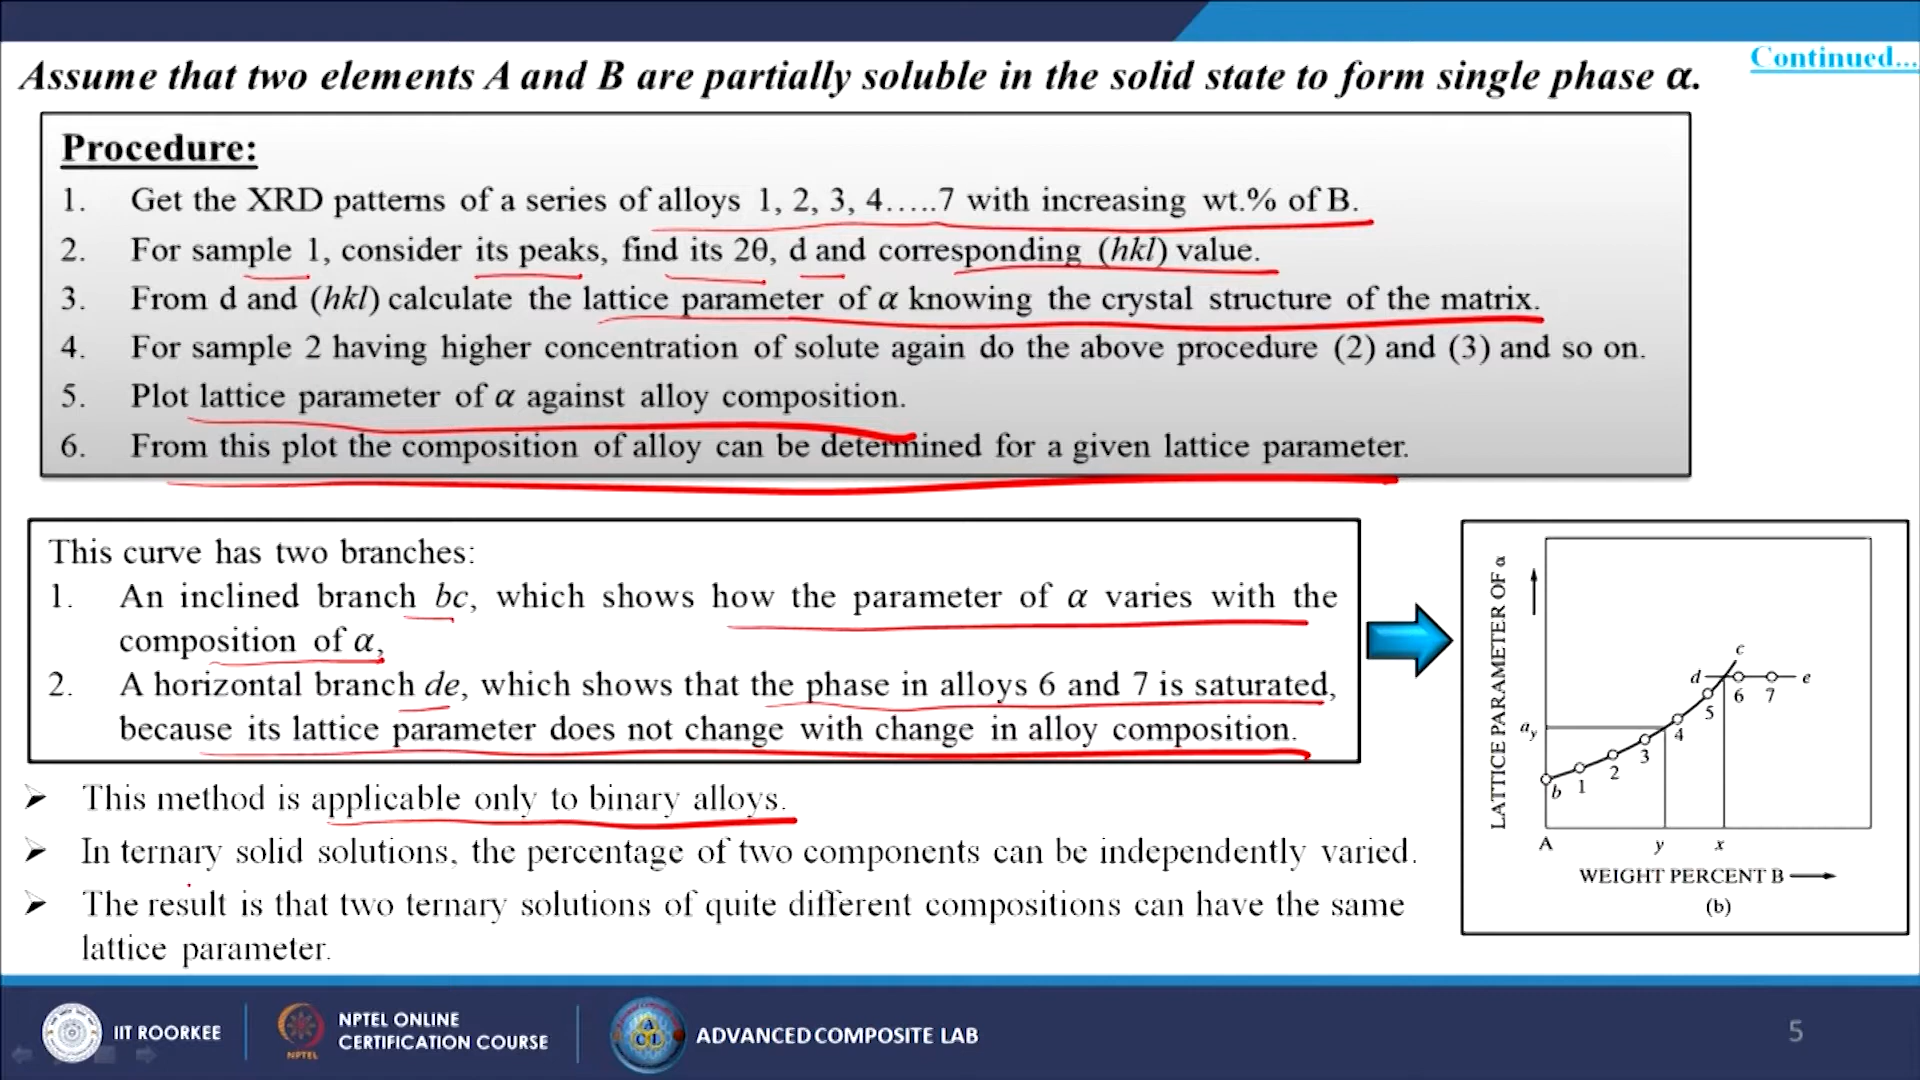 Continued...
Assume that two elements A and B are partially soluble in the solid state to form single phase α.
Procedure:
1. Get the XRD patterns of a series of alloys 1, 2, 3, 4…..7 with increasing wt.% of B.
2. For sample 1, consider its peaks, find its 2θ, d and corresponding (hkl) value.
3. From d and (hkl) calculate the lattice parameter of α knowing the crystal structure of the matrix.
4. For sample 2 having higher concentration of solute again do the above procedure (2) and (3) and so on.
5. Plot lattice parameter of α against alloy composition.
6. From this plot the composition of alloy can be determined for a given lattice parameter.
This curve has two branches:
1. An inclined branch bc, which shows how the parameter of α varies with the
composition of α,
2. A horizontal branch de, which shows that the phase in alloys 6 and 7 is saturated,
because its lattice parameter does not change with change in alloy composition.
➢ This method is applicable only to binary alloys.
➢ In ternary solid solutions, the percentage of two components can be independently varied.
➢ The result is that two ternary solutions of quite different compositions can have the same
lattice parameter.
LATTICE PARAMETER OF α
c
d e
6 7
5
ay
4
3
2
b 1
A y x
WEIGHT PERCENT B
(b)
IIT ROORKEE
NPTEL
NPTEL ONLINE
CERTIFICATION COURSE
ACL
ADVANCED COMPOSITE LAB
5